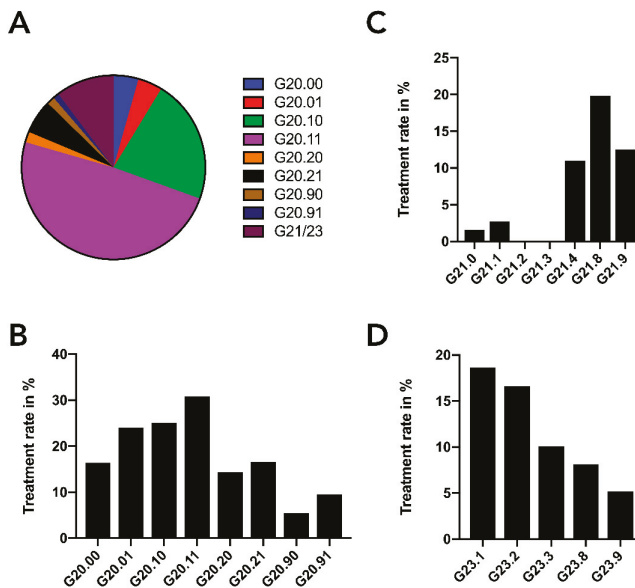 A
G20.00
G20.01
G20.10
G20.11
G20.20
G20.21
G20.90
G20.91
G21/23
B
Treatment rate in %
40
30
20
10
0
G20.00
G20.01
G20.10
G20.11
G20.20
G20.21
G20.90
G20.91
C
Treatment rate in %
25
20
15
10
5
0
G21.0
G21.1
G21.2
G21.3
G21.4
G21.8
G21.9
D
Treatment rate in %
20
15
10
5
0
G23.1
G23.2
G23.3
G23.8
G23.9